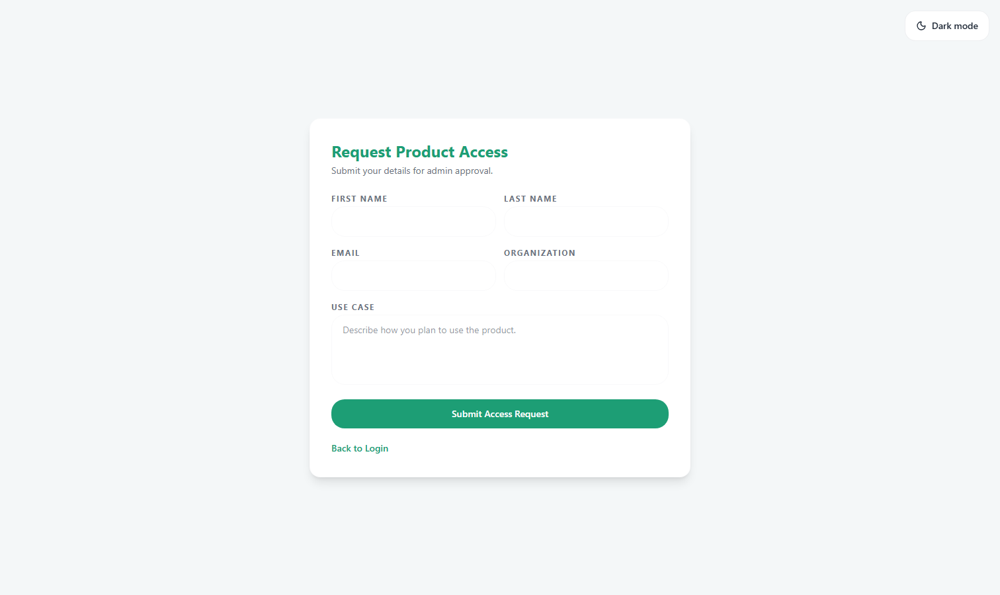 Dark mode
Request Product Access
Submit your details for admin approval.
FIRST NAME
LAST NAME
EMAIL
ORGANIZATION
USE CASE
Describe how you plan to use the product.
Submit Access Request
Back to Login